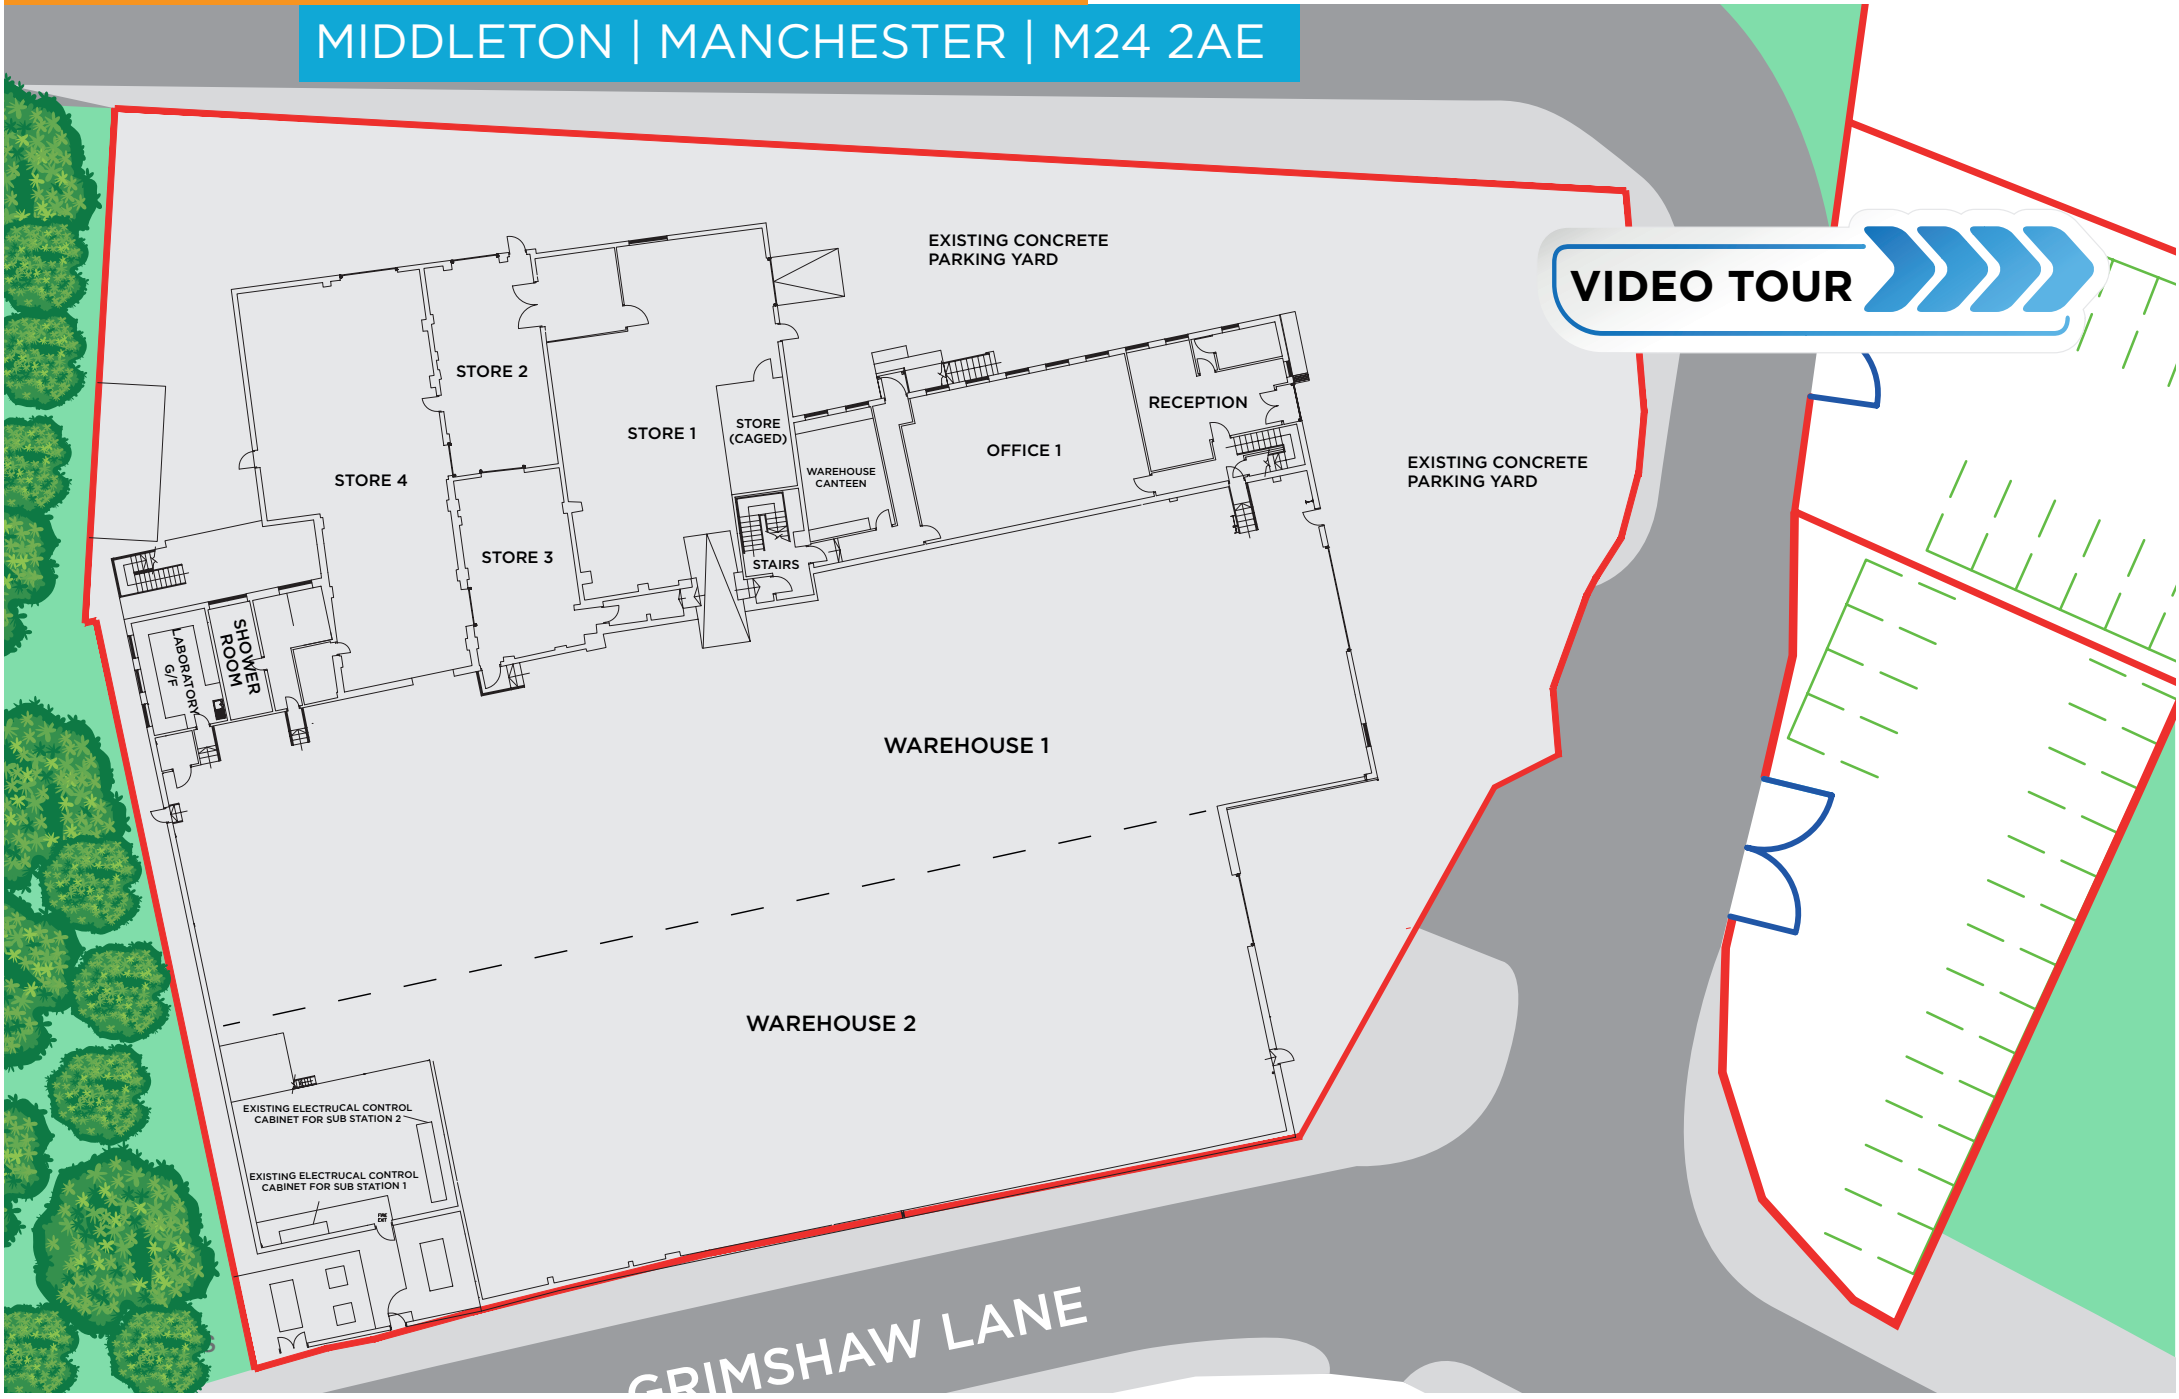 MIDDLETON | MANCHESTER | M24 2AE
EXISTING CONCRETE
PARKING YARD
VIDEO TOUR
STORE 2
STORE 1
STORE
(CAGED)
RECEPTION
OFFICE 1
WAREHOUSE
CANTEEN
STORE 4
EXISTING CONCRETE
PARKING YARD
STORE 3
STAIRS
LABORATORY
G/F
SHOWER
ROOM
WAREHOUSE 1
WAREHOUSE 2
EXISTING ELECTRUCAL CONTROL
CABINET FOR SUB STATION 2
EXISTING ELECTRUCAL CONTROL
CABINET FOR SUB STATION 1
FIRE
EXIT
GRIMSHAW LANE